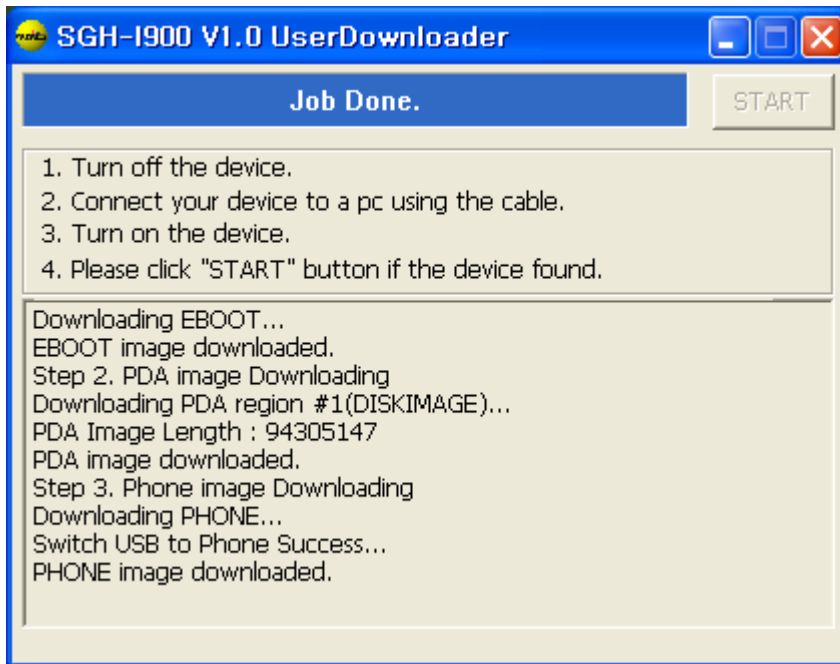 SGH-I900 V1.0 UserDownloader
Job Done.
START
1. Turn off the device.
2. Connect your device to a pc using the cable.
3. Turn on the device.
4. Please click "START" button if the device found.
Downloading EBOOT...
EBOOT image downloaded.
Step 2. PDA image Downloading
Downloading PDA region #1(DISKIMAGE)...
PDA Image Length : 94305147
PDA image downloaded.
Step 3. Phone image Downloading
Downloading PHONE...
Switch USB to Phone Success...
PHONE image downloaded.